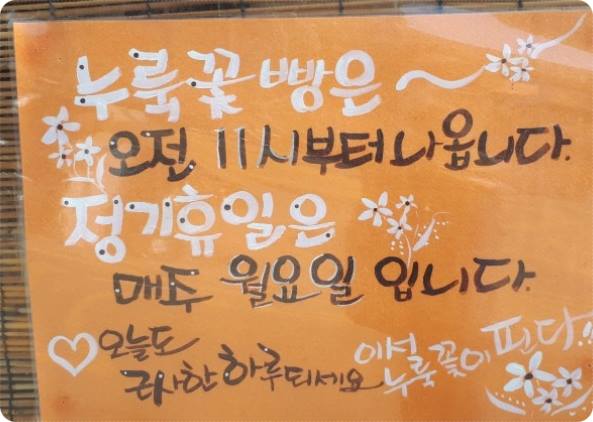 누룩꽃 빵은~
오전 11시부터 나옵니다.
정기휴일은
매주 월요일 입니다.
오늘도
근사한 하루되세요
누룩꽃이 핀다..